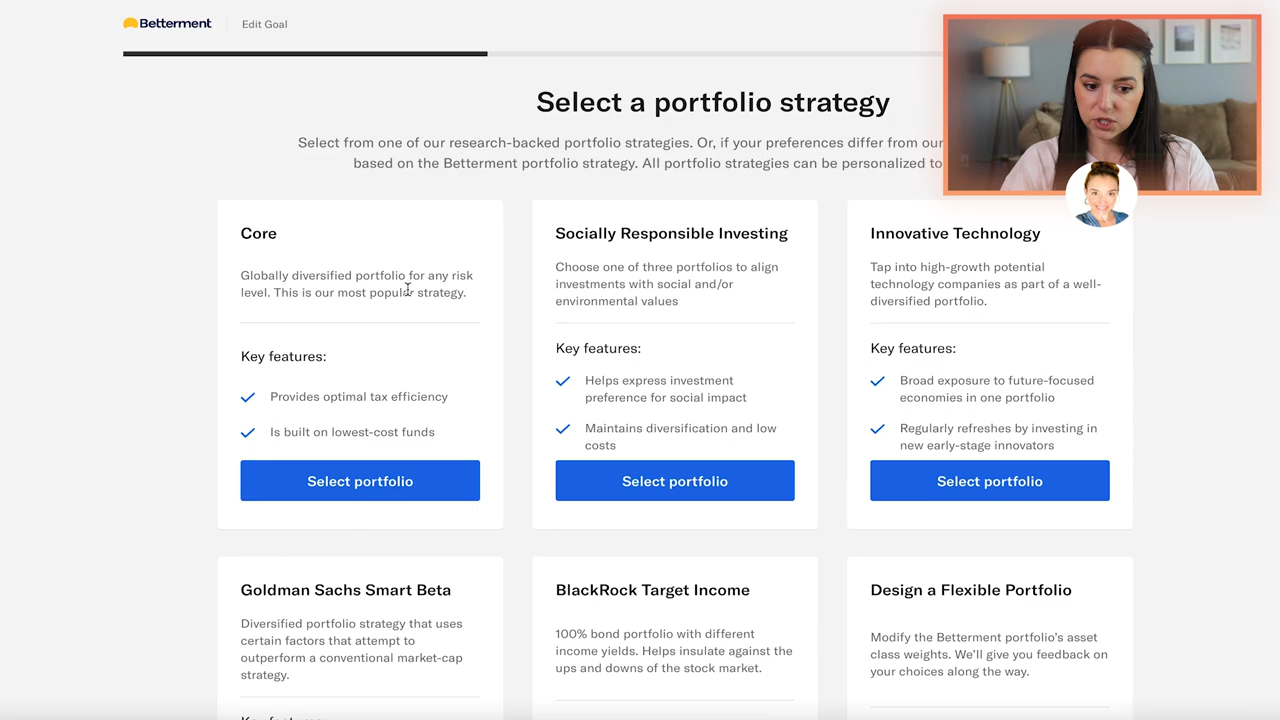 Betterment
Edit Goal
Select a portfolio strategy
Select from one of our research-backed portfolio strategies. Or, if your preferences differ from our
based on the Betterment portfolio strategy. All portfolio strategies can be personalized to
Core
Globally diversified portfolio for any risk
level. This is our most popular strategy.
Key features:
Provides optimal tax efficiency
Is built on lowest-cost funds
Select portfolio
Socially Responsible Investing
Choose one of three portfolios to align
investments with social and/or
environmental values
Key features:
Helps express investment
preference for social impact
Maintains diversification and low
costs
Select portfolio
Innovative Technology
Tap into high-growth potential
technology companies as part of a well-
diversified portfolio.
Key features:
Broad exposure to future-focused
economies in one portfolio
Regularly refreshes by investing in
new early-stage innovators
Select portfolio
Goldman Sachs Smart Beta
Diversified portfolio strategy that uses
certain factors that attempt to
outperform a conventional market-cap
strategy.
BlackRock Target Income
100% bond portfolio with different
income yields. Helps insulate against the
ups and downs of the stock market.
Design a Flexible Portfolio
Modify the Betterment portfolio's asset
class weights. We'll give you feedback on
your choices along the way.